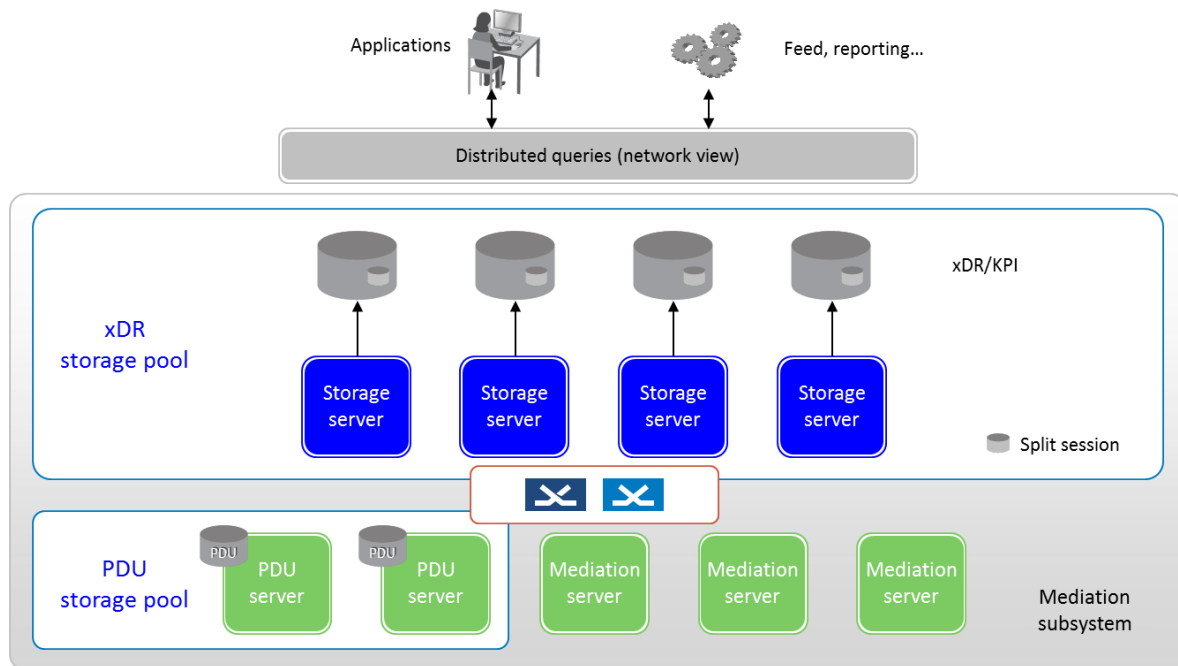 Applications
Feed, reporting...
Distributed queries (network view)
xDR/KPI
xDR
storage pool
Storage
server
Storage
server
Storage
server
Storage
server
Split session
PDU
PDU
PDU
storage pool
PDU
server
PDU
server
Mediation
server
Mediation
server
Mediation
server
Mediation
subsystem